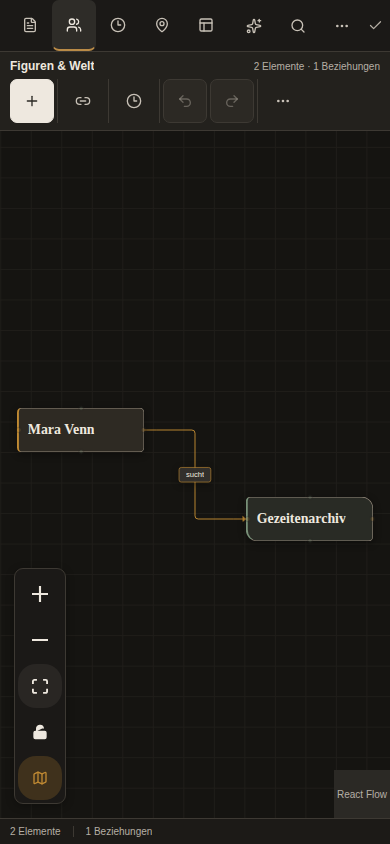 Figuren & Welt
2 Elemente · 1 Beziehungen
Mara Venn
sucht
Gezeitenarchiv
React Flow
2 Elemente
1 Beziehungen